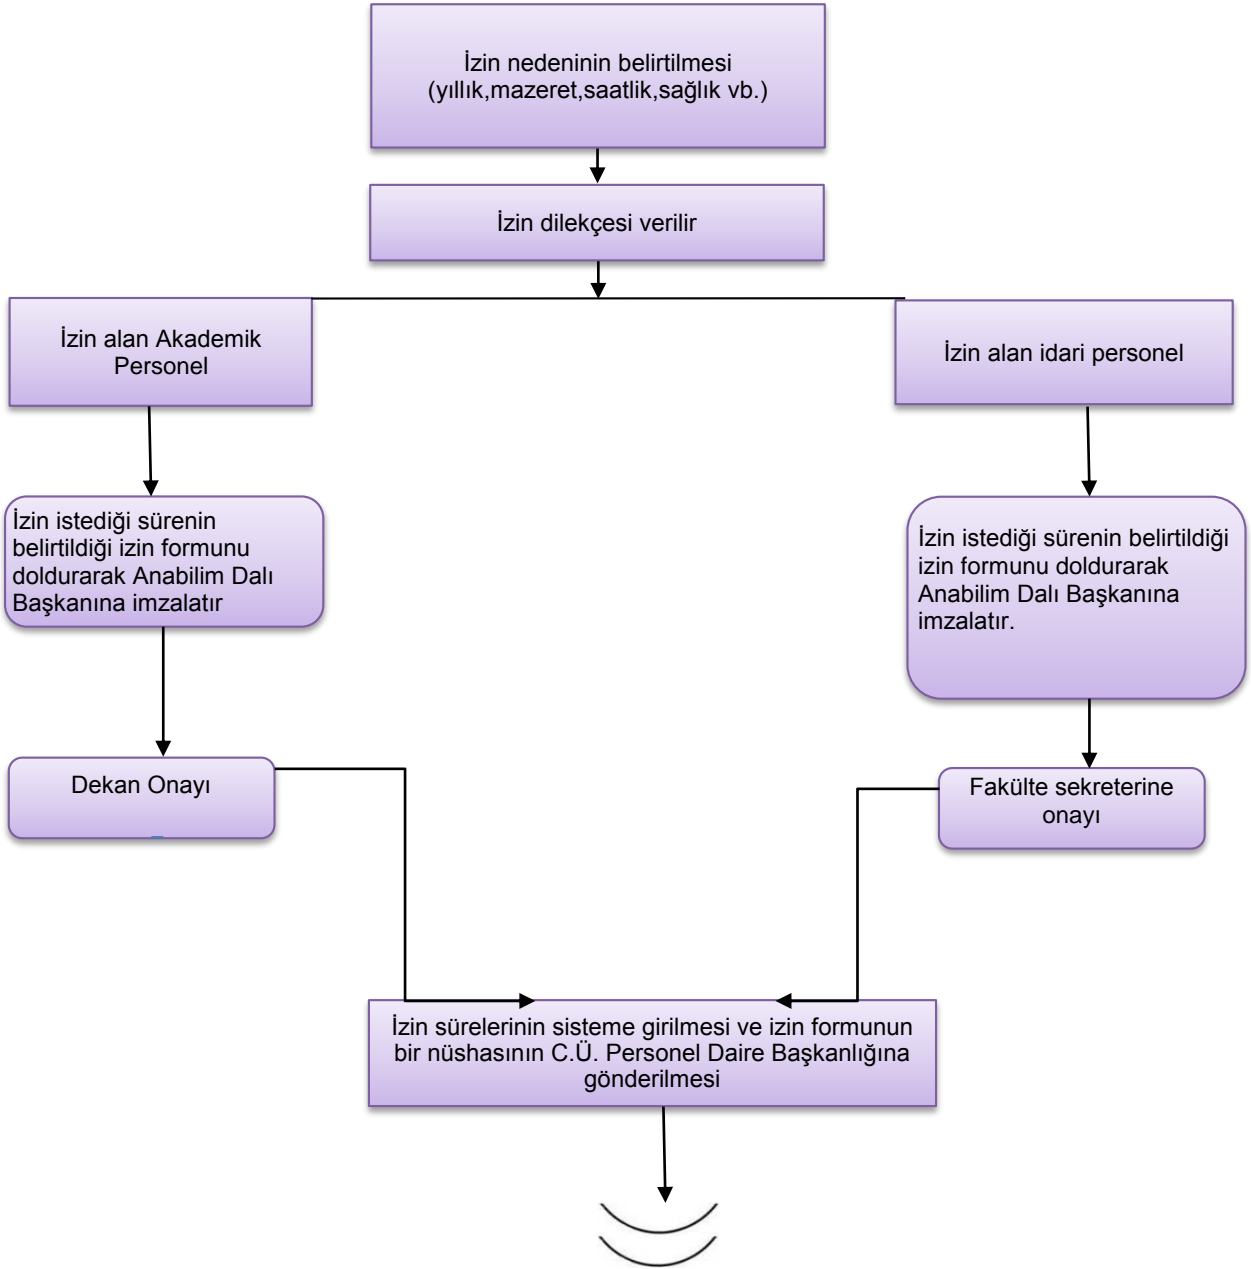 İzin nedeninin belirtilmesi
(yıllık,mazeret,saatlik,sağlık vb.)
İzin dilekçesi verilir
İzin alan Akademik
Personel
İzin alan idari personel
İzin istediği sürenin
belirtildiği izin formunu
doldurarak Anabilim Dalı
Başkanına imzalatır
İzin istediği sürenin belirtildiği
izin formunu doldurarak
Anabilim Dalı Başkanına
imzalatır.
Dekan Onayı
Fakülte sekreterine
onayı
İzin sürelerinin sisteme girilmesi ve izin formunun
bir nüshasının C.Ü. Personel Daire Başkanlığına
gönderilmesi